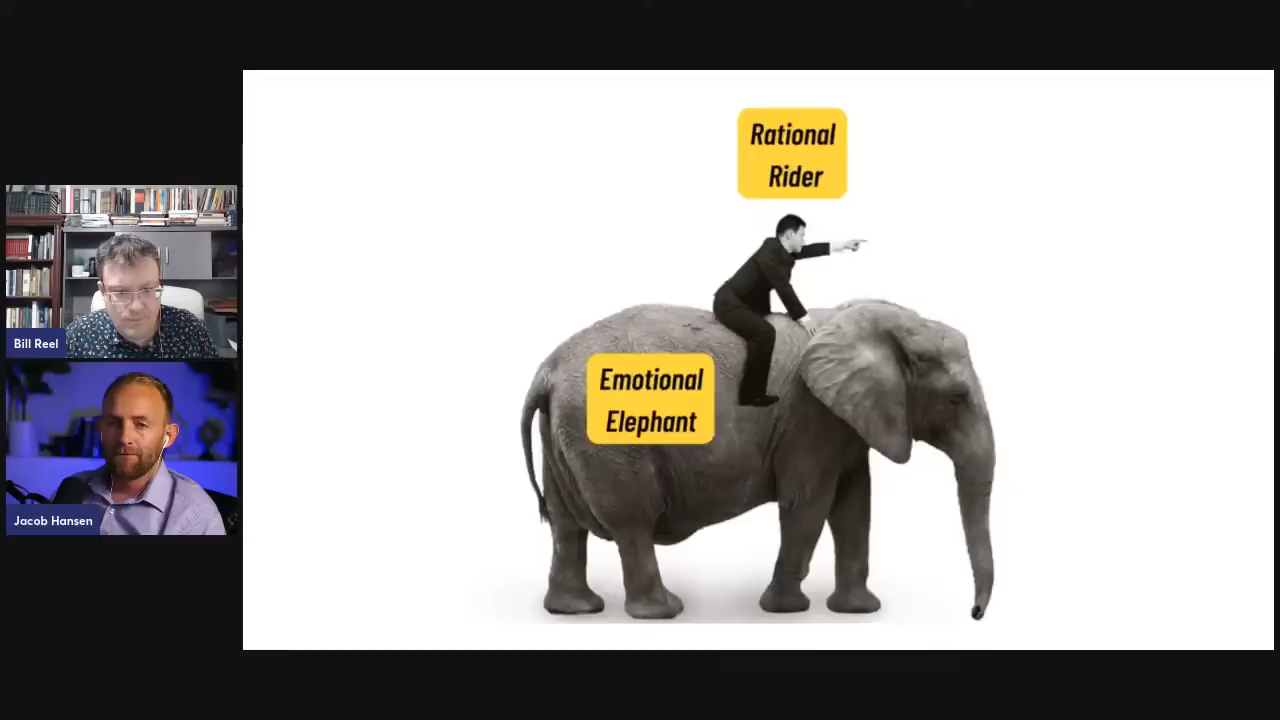 Rational
Rider
Emotional
Elephant
Bill Reel
Jacob Hansen